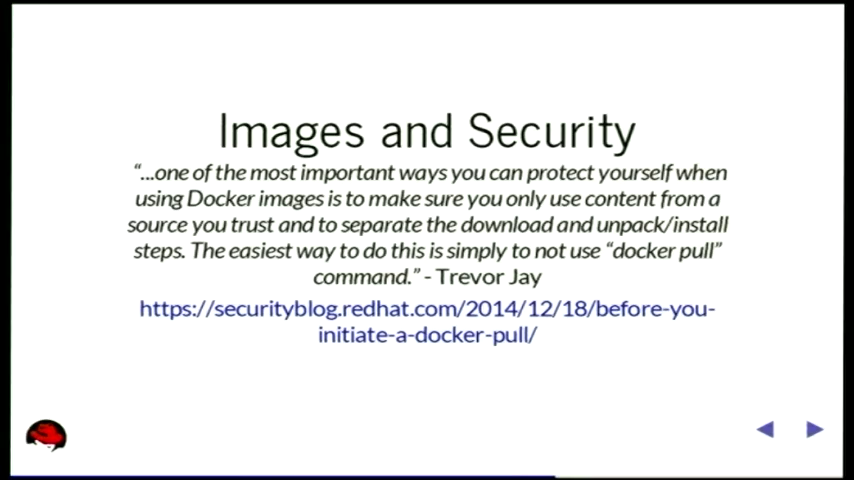 Images and Security
“...one of the most important ways you can protect yourself when
using Docker images is to make sure you only use content from a
source you trust and to separate the download and unpack/install
steps. The easiest way to do this is simply to not use “docker pull”
command.” - Trevor Jay
https://securityblog.redhat.com/2014/12/18/before-you-
initiate-a-docker-pull/